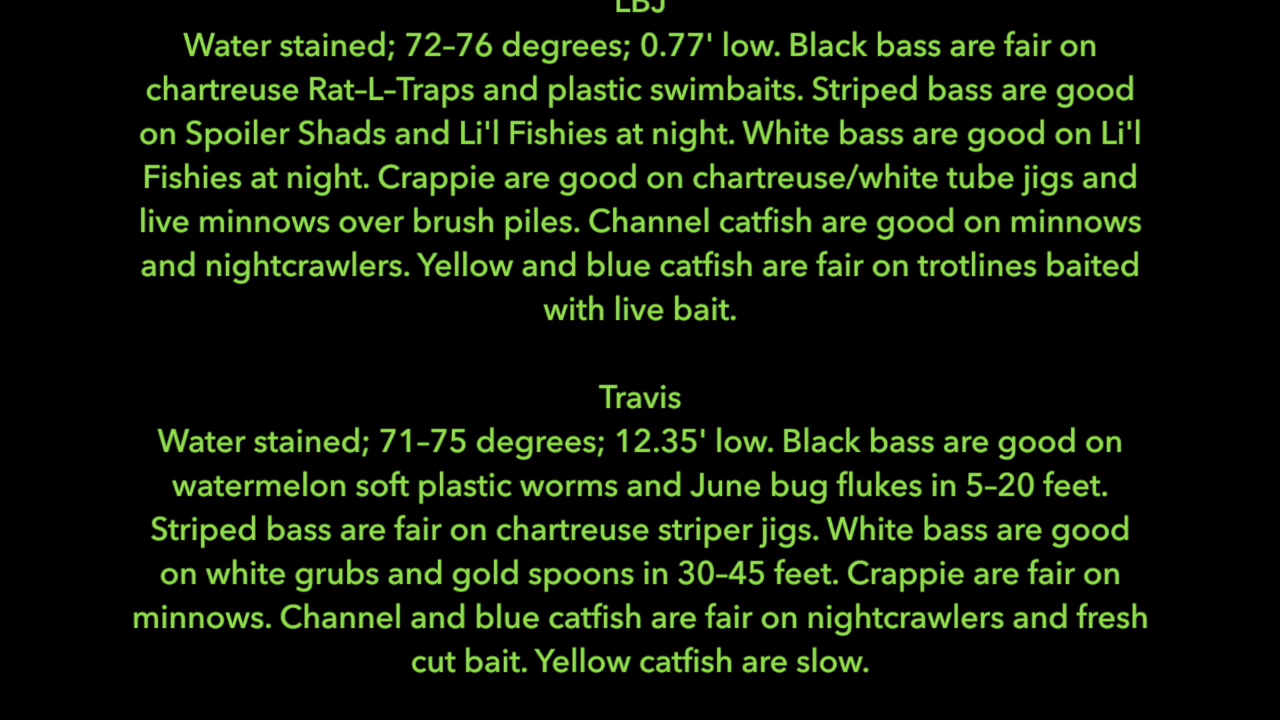 LBJ
Water stained; 72–76 degrees; 0.77' low. Black bass are fair on
chartreuse Rat–L–Traps and plastic swimbaits. Striped bass are good
on Spoiler Shads and Li'l Fishies at night. White bass are good on Li'l
Fishies at night. Crappie are good on chartreuse/white tube jigs and
live minnows over brush piles. Channel catfish are good on minnows
and nightcrawlers. Yellow and blue catfish are fair on trotlines baited
with live bait.
Travis
Water stained; 71–75 degrees; 12.35' low. Black bass are good on
watermelon soft plastic worms and June bug flukes in 5–20 feet.
Striped bass are fair on chartreuse striper jigs. White bass are good
on white grubs and gold spoons in 30–45 feet. Crappie are fair on
minnows. Channel and blue catfish are fair on nightcrawlers and fresh
cut bait. Yellow catfish are slow.